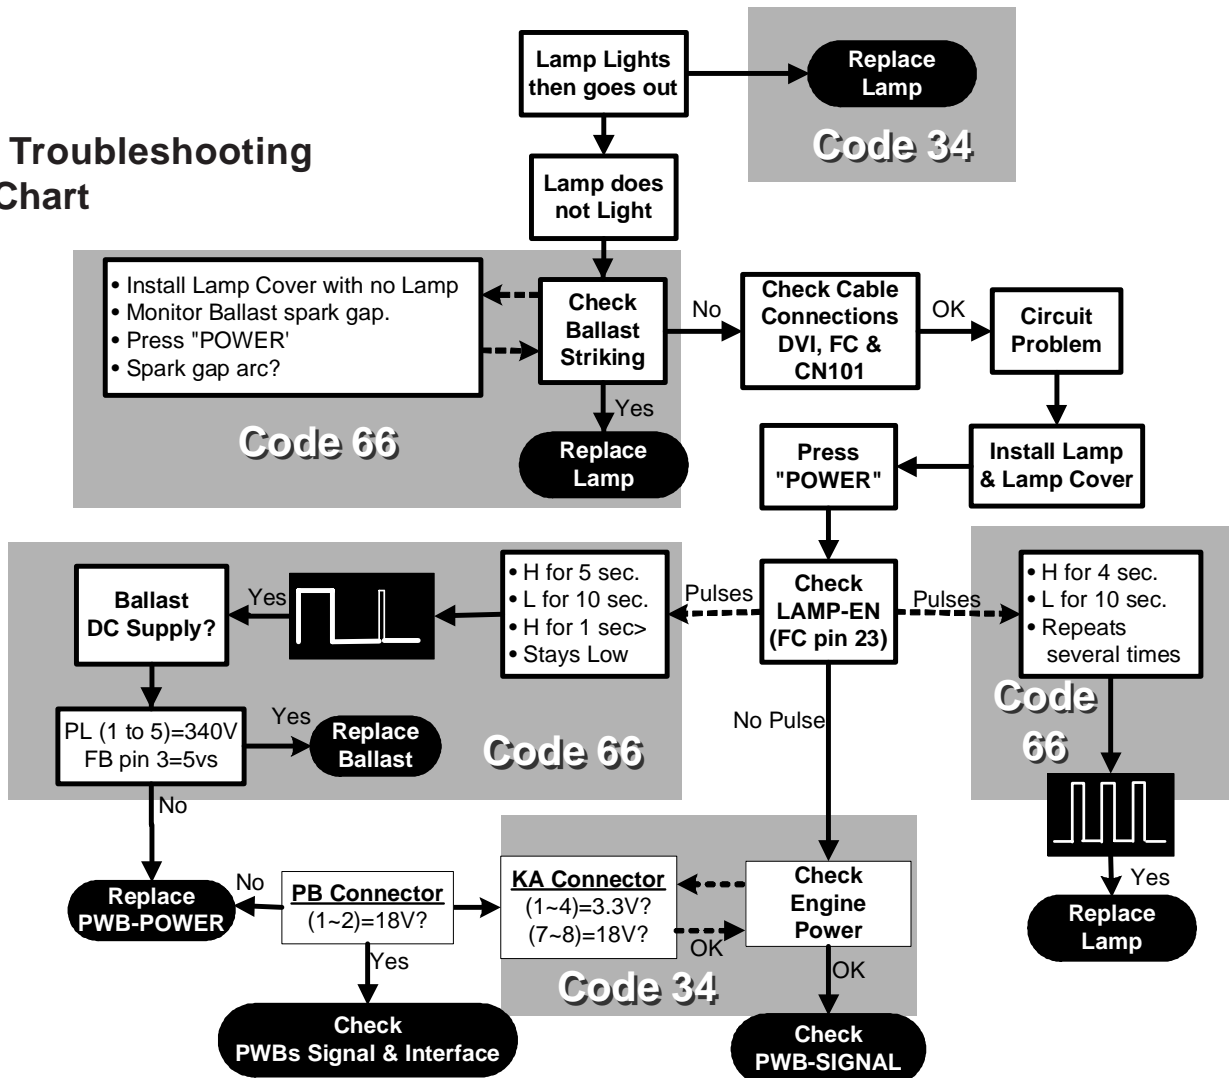 Lamp Lights
then goes out
Replace
Lamp
Code 34
Troubleshooting
Chart
Lamp does
not Light
• Install Lamp Cover with no Lamp
• Monitor Ballast spark gap.
• Press "POWER'
• Spark gap arc?
Check
Ballast
Striking
No
Check Cable
Connections
DVI, FC &
CN101
OK
Circuit
Problem
Yes
Code 66
Replace
Lamp
Press
"POWER"
Install Lamp
& Lamp Cover
Ballast
DC Supply?
Yes
• H for 5 sec.
• L for 10 sec.
• H for 1 sec>
• Stays Low
Pulses
Check
LAMP-EN
(FC pin 23)
Pulses
• H for 4 sec.
• L for 10 sec.
• Repeats
several times
Code
66
PL (1 to 5)=340V
FB pin 3=5vs
Yes
Replace
Ballast
Code 66
No Pulse
No
Yes
Replace
Lamp
Replace
PWB-POWER
No
PB Connector
(1~2)=18V?
KA Connector
(1~4)=3.3V?
(7~8)=18V?
OK
Check
Engine
Power
Yes
Code 34
OK
Check
PWBs Signal & Interface
Check
PWB-SIGNAL